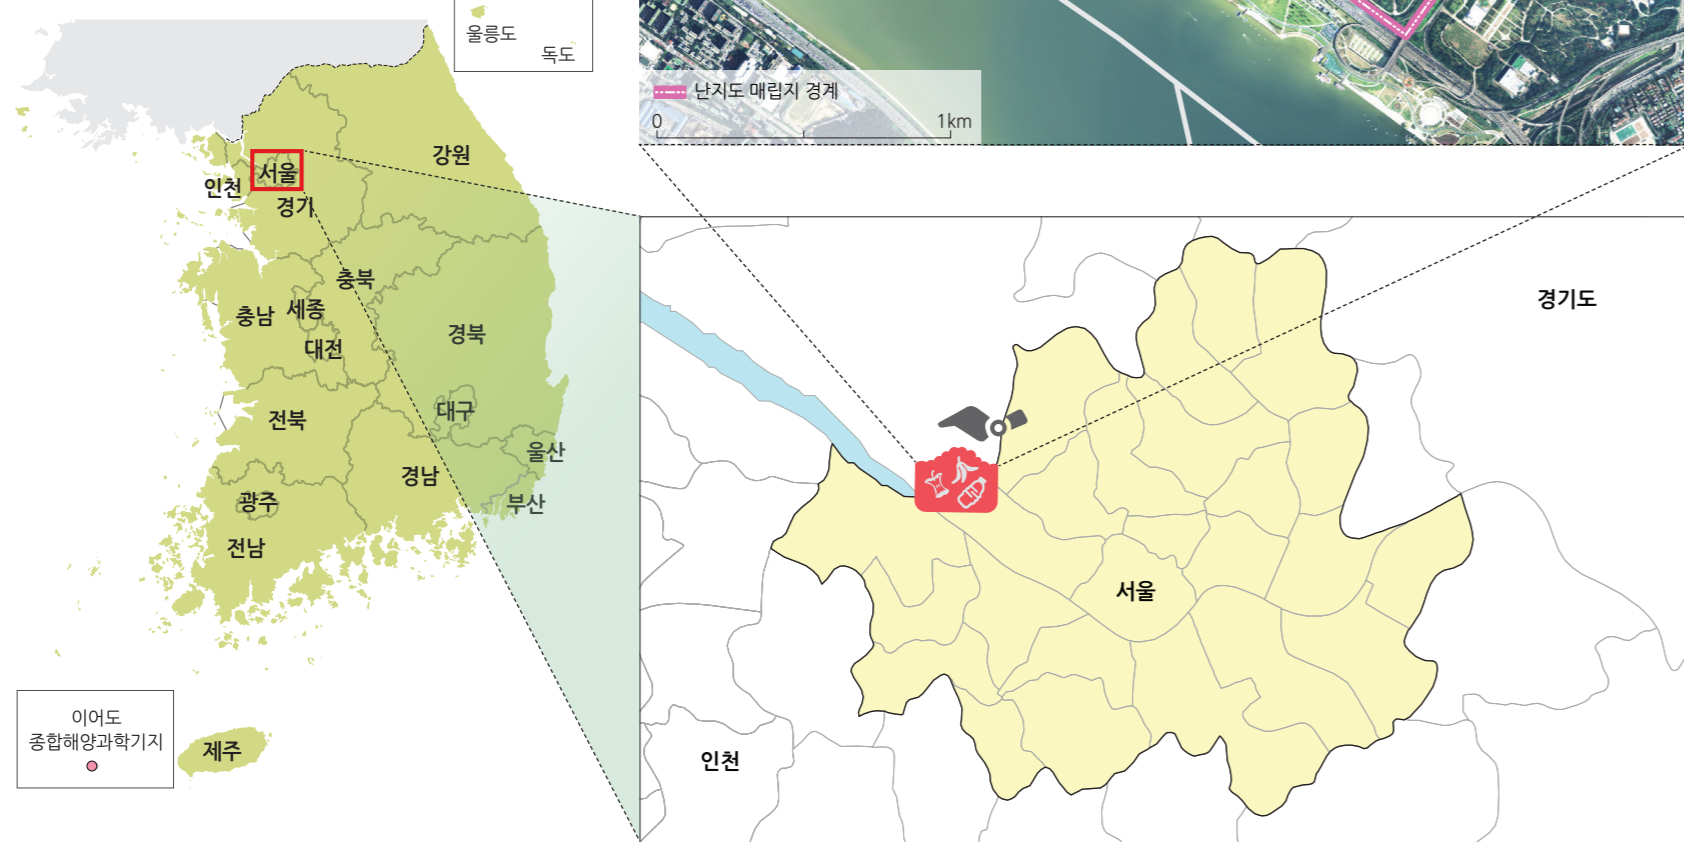 울릉도
독도
난지도 매립지 경계
0
1km
강원
서울
인천
경기
충북
충남
세종
대전
경북
전북
대구
울산
경남
광주
부산
전남
이어도
종합해양과학기지
제주
경기도
서울
인천